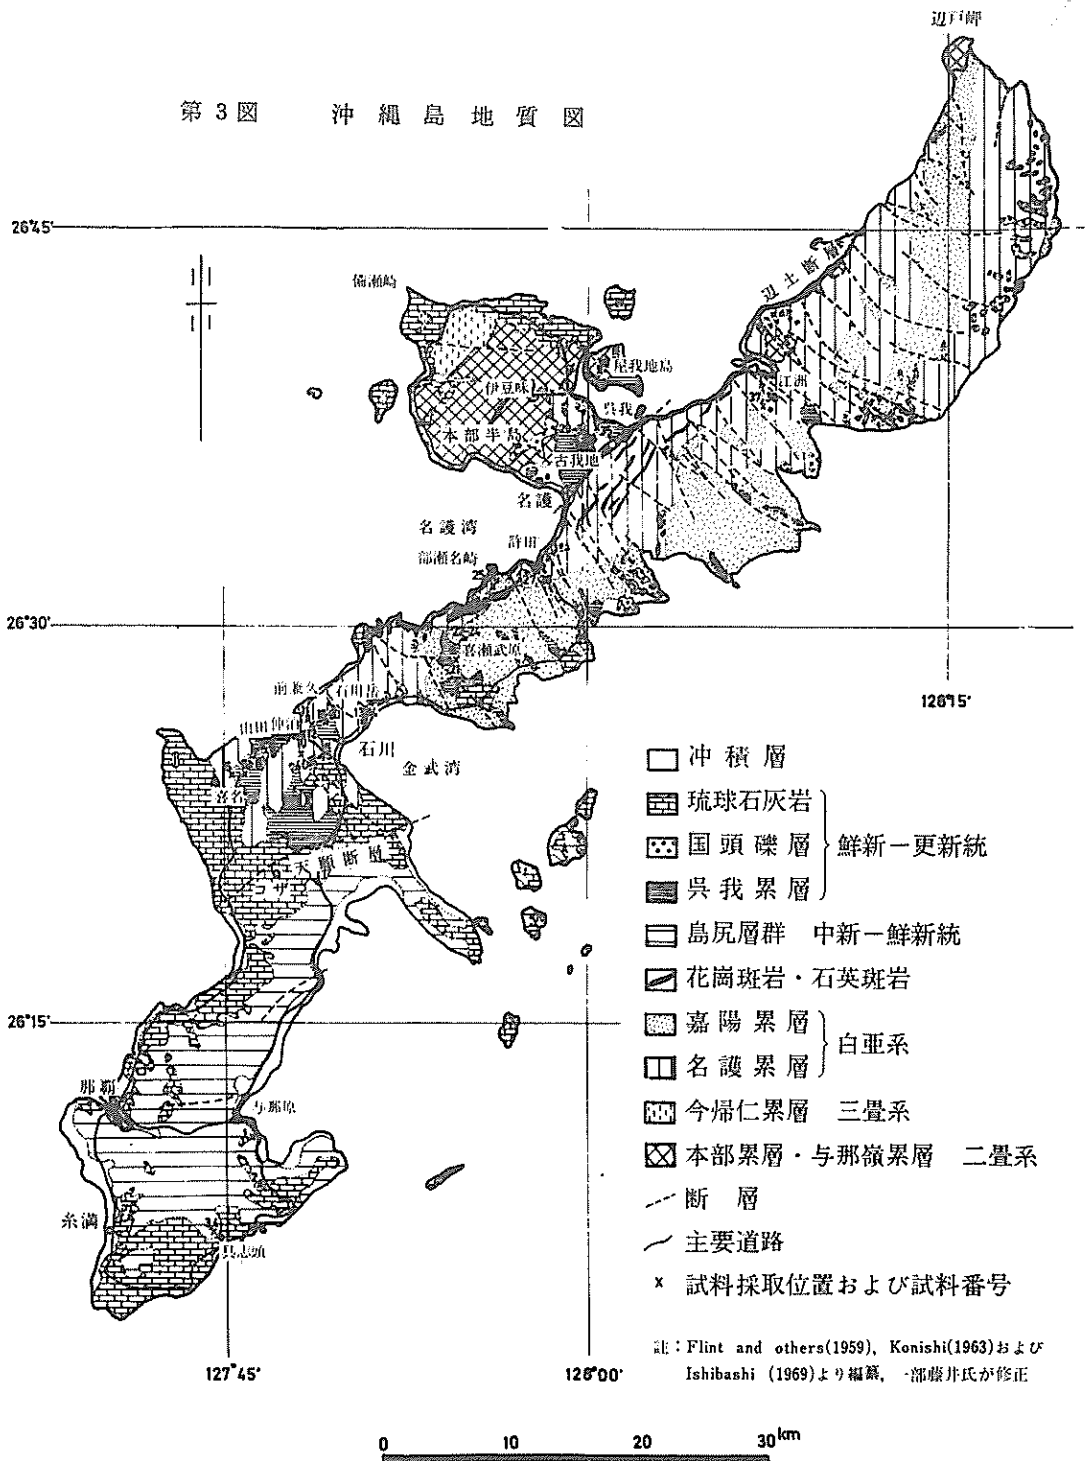 辺戸岬
第3図 沖縄島地質図
26°45'
備瀬崎
辺土断層
屋我地島
伊豆味
江洲
呉我
本部半島
古我地
名護
名護湾
許田
部瀬名崎
25
26°30'
喜瀬武原
前兼久
石川岳
126°15'
山田
仲泊
石川
金武湾
喜名
天願断層
コザ
26°15'
那覇
与那原
糸満
34
具志頭
127°45'
128°00'
沖積層
琉球石灰岩
国頭礫層
鮮新－更新統
呉我累層
島尻層群 中新－鮮新統
花崗斑岩・石英斑岩
嘉陽累層
白亜系
名護累層
今帰仁累層 三畳系
本部累層・与那嶺累層 二畳系
断層
主要道路
x 試料採取位置および試料番号
註：Flint and others(1959), Konishi(1963)および
Ishibashi (1969)より編纂, 一部藤井氏が修正
0 10 20 30km